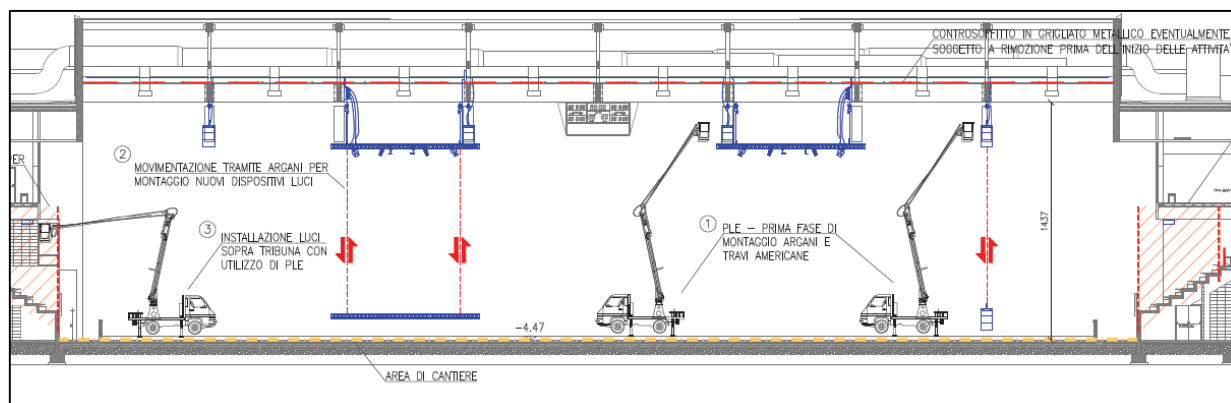 CONTROSOFFITTO IN GRIGLIATO METALLICO EVENTUALMENTE
SOGGETTO A RIMOZIONE PRIMA DELL'INIZIO DELLE ATTIVITA'
2
MOVIMENTAZIONE TRAMITE ARGANI PER
MONTAGGIO NUOVI DISPOSITIVI LUCI
PER
3
INSTALLAZIONE LUCI
SOPRA TRIBUNA CON
UTILIZZO DI PLE
1
PLE – PRIMA FASE DI
MONTAGGIO ARGANI E
TRAVI AMERICANE
1437
-4.47
AREA DI CANTIERE